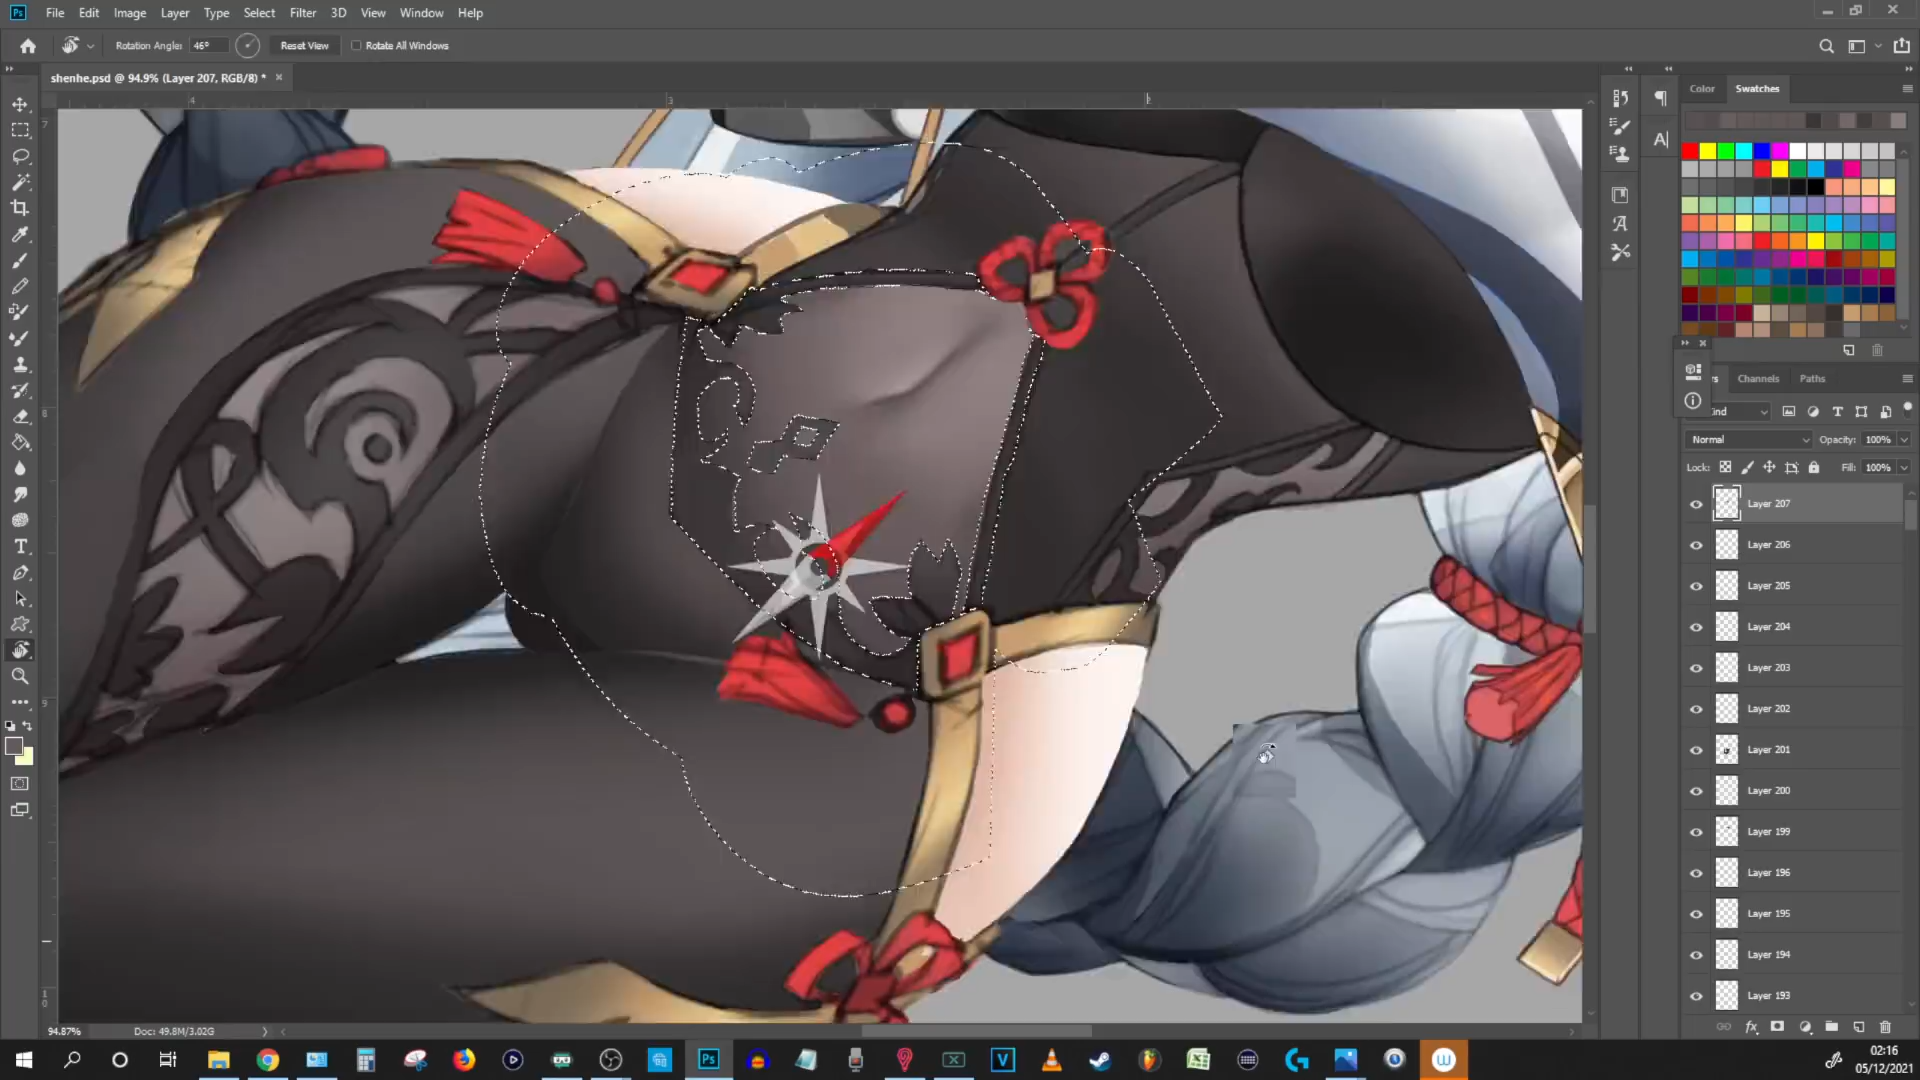 Ps File Edit Image Layer Type Select Filter 3D View Window Help
Rotation Angle: 46° Reset View Rotate All Windows
shenhe.psd @ 94.9% (Layer 207, RGB/8) *
Color Swatches
Channels Paths
Normal Opacity: 100%
Lock: Fill: 100%
Layer 207
Layer 206
Layer 205
Layer 204
Layer 203
Layer 202
Layer 201
Layer 200
Layer 199
Layer 196
Layer 195
Layer 194
Layer 193
94.87% Doc: 49.8M/3.02G
02:16
05/12/2021